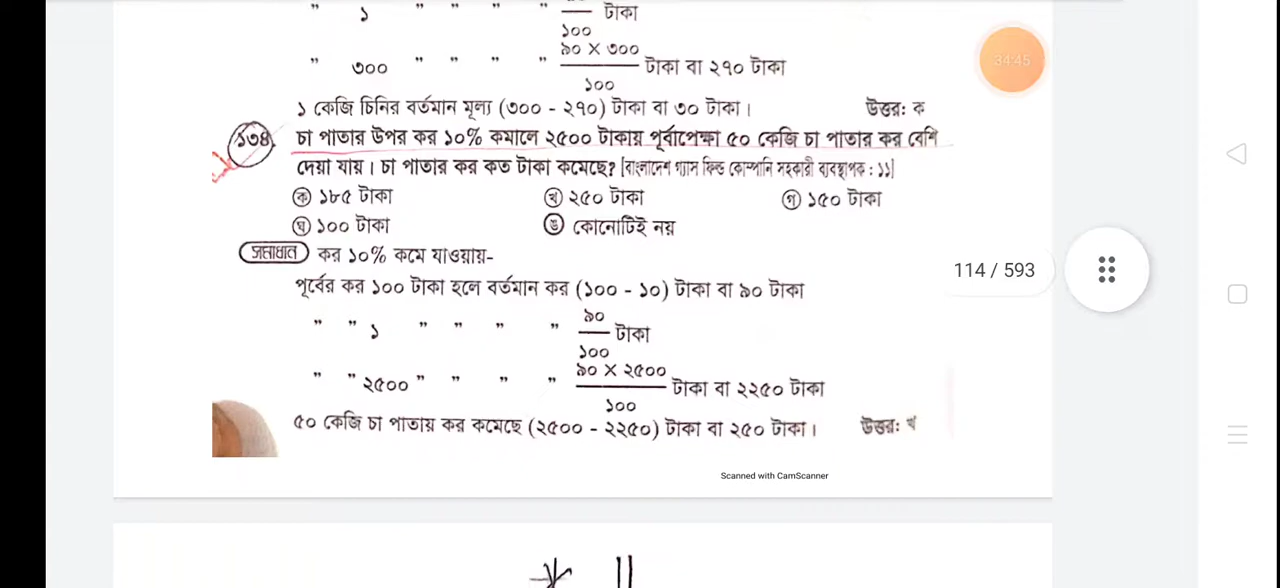 " ১ " " " " — টাকা
১০০
" ৩০০ " " " " ৯০ × ৩০০ টাকা বা ২৭০ টাকা
১০০
১ কেজি চিনির বর্তমান মূল্য (৩০০ - ২৭০) টাকা বা ৩০ টাকা। উত্তর: ক
১৩৪. চা পাতার উপর কর ১০% কমালে ২৫০০ টাকায় পূর্বাপেক্ষা ৫০ কেজি চা পাতার কর বেশি
দেয়া যায়। চা পাতার কর কত টাকা কমেছে? [বাংলাদেশ গ্যাস ফিল্ড কোম্পানি সহকারী ব্যবস্থাপক : ১১]
ক ১৮৫ টাকা খ ২৫০ টাকা গ ১৫০ টাকা
ঘ ১০০ টাকা ঙ কোনোটিই নয়
সমাধান কর ১০% কমে যাওয়ায়-
পূর্বের কর ১০০ টাকা হলে বর্তমান কর (১০০ - ১০) টাকা বা ৯০ টাকা
" " ১ " " " " ৯০ টাকা
১০০
" " ২৫০০ " " " " ৯০ × ২৫০০ টাকা বা ২২৫০ টাকা
১০০
৫০ কেজি চা পাতায় কর কমেছে (২৫০০ - ২২৫০) টাকা বা ২৫০ টাকা। উত্তর: খ
Scanned with CamScanner
34:45
114 / 593